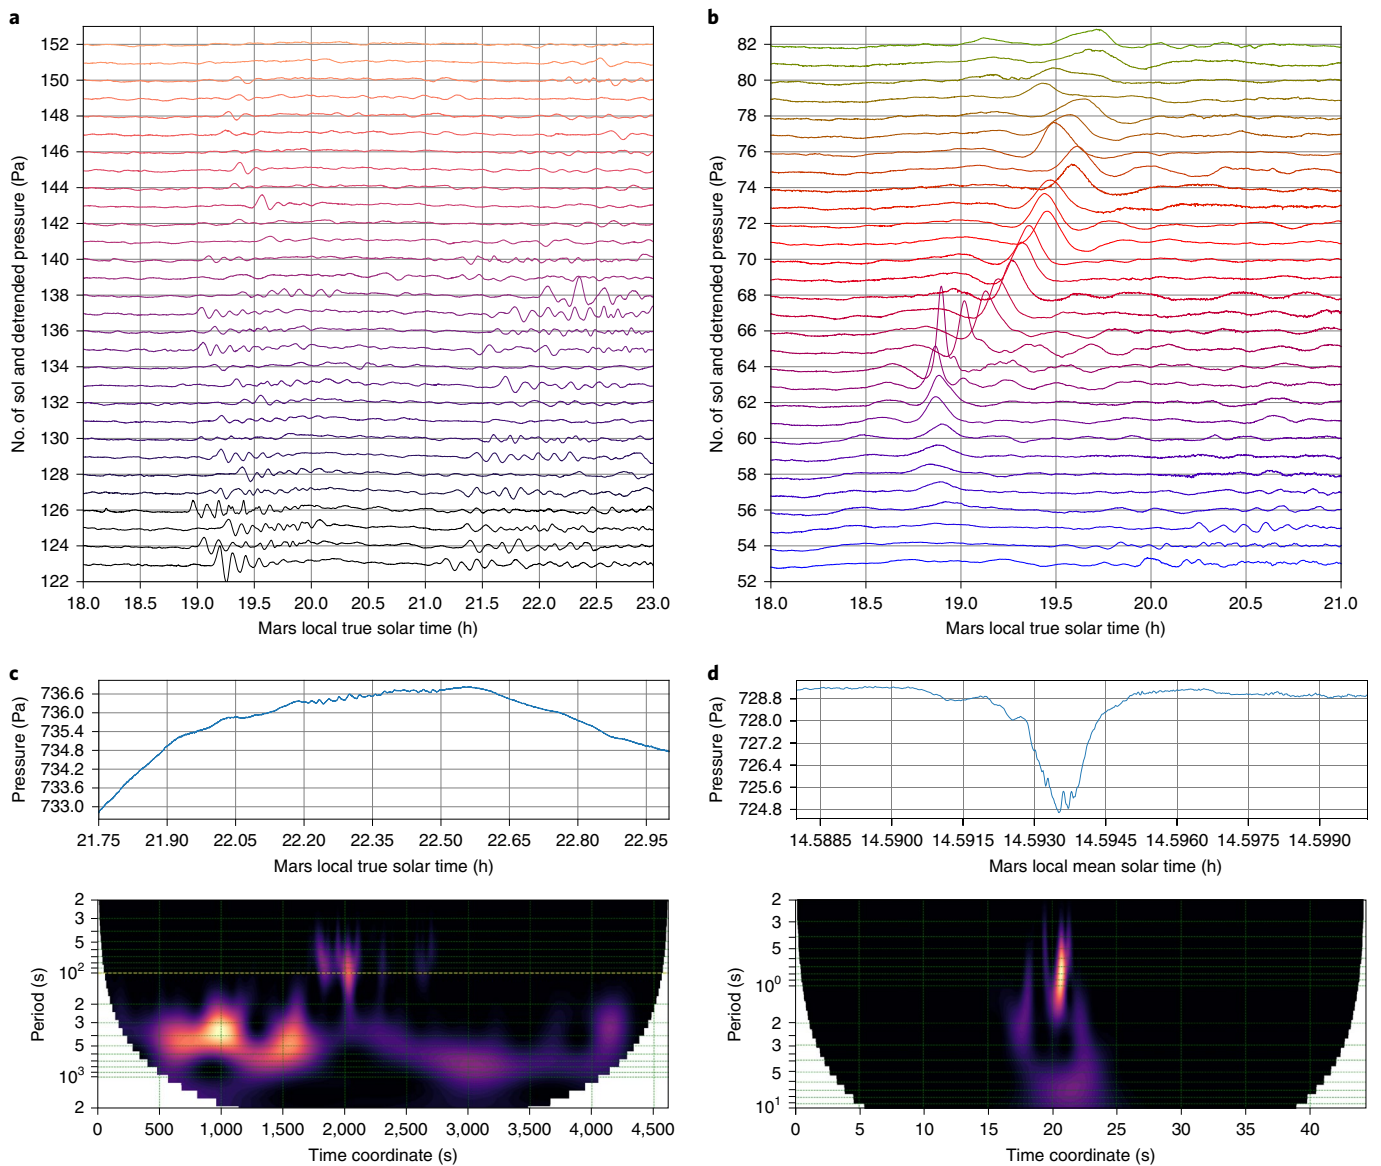 a
No. of sol and detrended pressure (Pa)
152
150
148
146
144
142
140
138
136
134
132
130
128
126
124
122
18.0 18.5 19.0 19.5 20.0 20.5 21.0 21.5 22.0 22.5 23.0
Mars local true solar time (h)
b
No. of sol and detrended pressure (Pa)
82
80
78
76
74
72
70
68
66
64
62
60
58
56
54
52
18.0 18.5 19.0 19.5 20.0 20.5 21.0
Mars local true solar time (h)
c
Pressure (Pa)
736.6
736.0
735.4
734.8
734.2
733.6
733.0
21.75 21.90 22.05 22.20 22.35 22.50 22.65 22.80 22.95
Mars local true solar time (h)
Period (s)
2
3
5
10²
2
3
5
10³
2
0 500 1,000 1,500 2,000 2,500 3,000 3,500 4,000 4,500
Time coordinate (s)
d
Pressure (Pa)
728.8
728.0
727.2
726.4
725.6
724.8
14.5885 14.5900 14.5915 14.5930 14.5945 14.5960 14.5975 14.5990
Mars local mean solar time (h)
Period (s)
2
3
5
10⁰
2
3
5
10¹
0 5 10 15 20 25 30 35 40
Time coordinate (s)